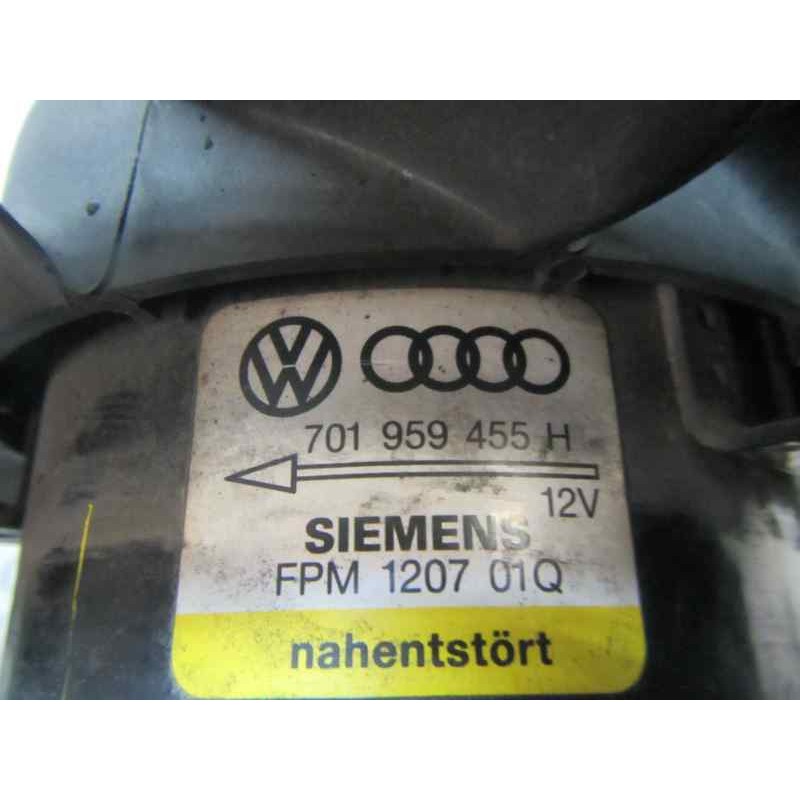 701 959 455 H
12V
SIEMENS
FPM 1207 01Q
nahentstört